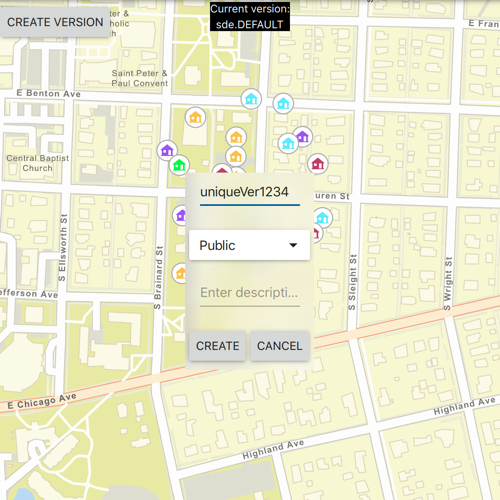 Current version:
sde.DEFAULT
CREATE VERSION
E Benton Ave
Saint Peter &
Paul Convent
Central Baptist
Church
uniqueVer1234
uren St
Public
S Ellsworth St
S Brainard St
S Sleight St
S Wright St
efferson Ave
Enter descripti...
CREATE
CANCEL
E Chicago Ave
Highland Ave
Highland Ave
E Fran